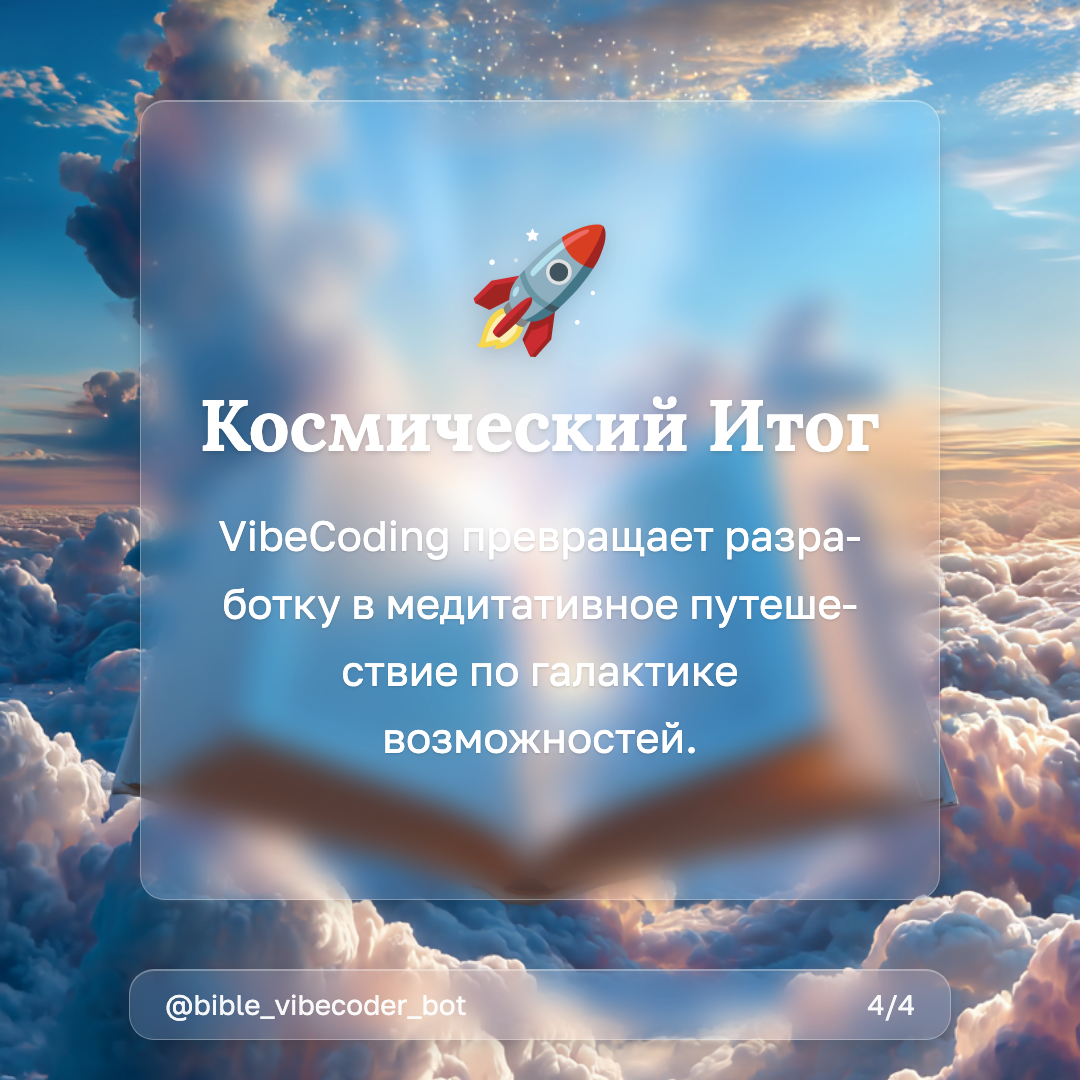 Космический Итог
VibeCoding превращает разра-
ботку в медитативное путеше-
ствие по галактике
возможностей.
@bible_vibecoder_bot
4/4